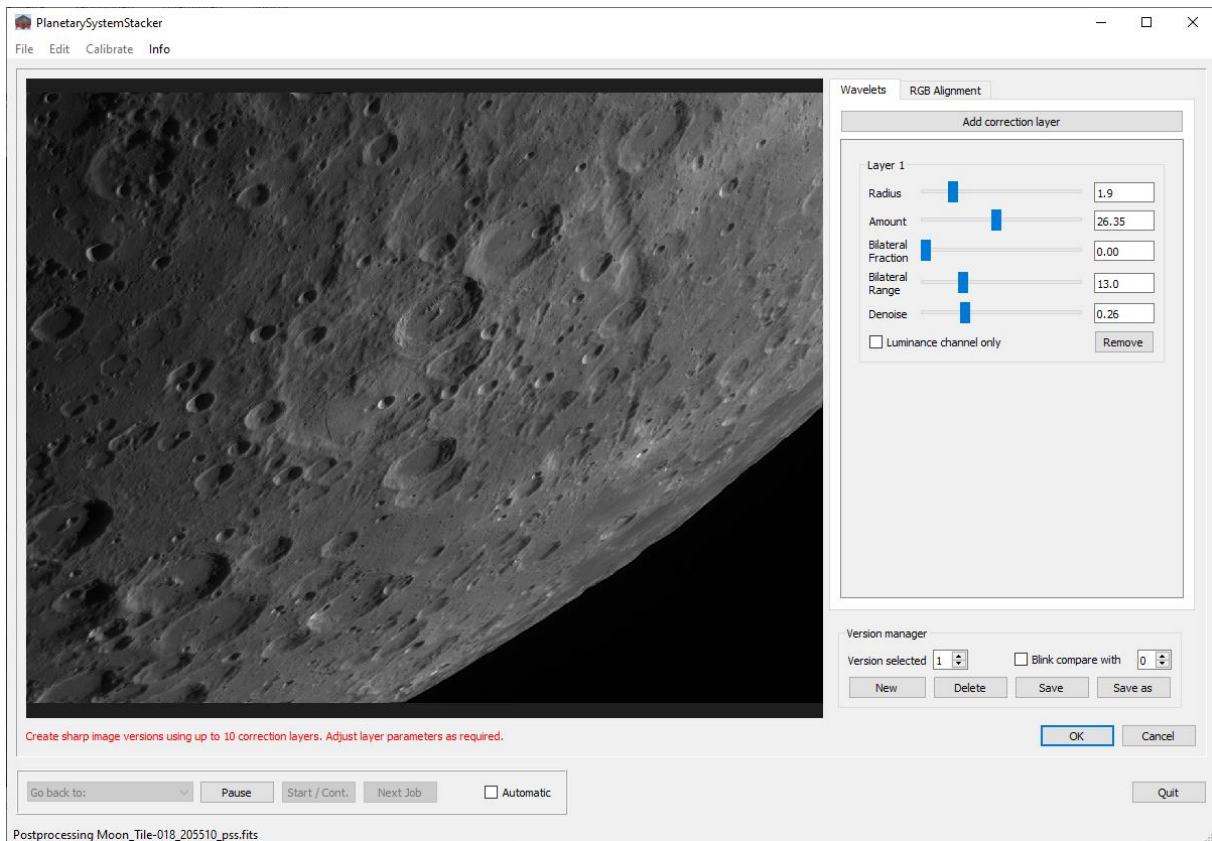 PlanetarySystemStacker
File Edit Calibrate Info
Wavelets RGB Alignment
Add correction layer
Layer 1
Radius 1.9
Amount 26.35
Bilateral
Fraction 0.00
Bilateral
Range 13.0
Denoise 0.26
Luminance channel only Remove
Version manager
Version selected 1 Blink compare with 0
New Delete Save Save as
Create sharp image versions using up to 10 correction layers. Adjust layer parameters as required. OK Cancel
Go back to: Pause Start / Cont. Next Job Automatic Quit
Postprocessing Moon_Tile-018_205510_pss.fits